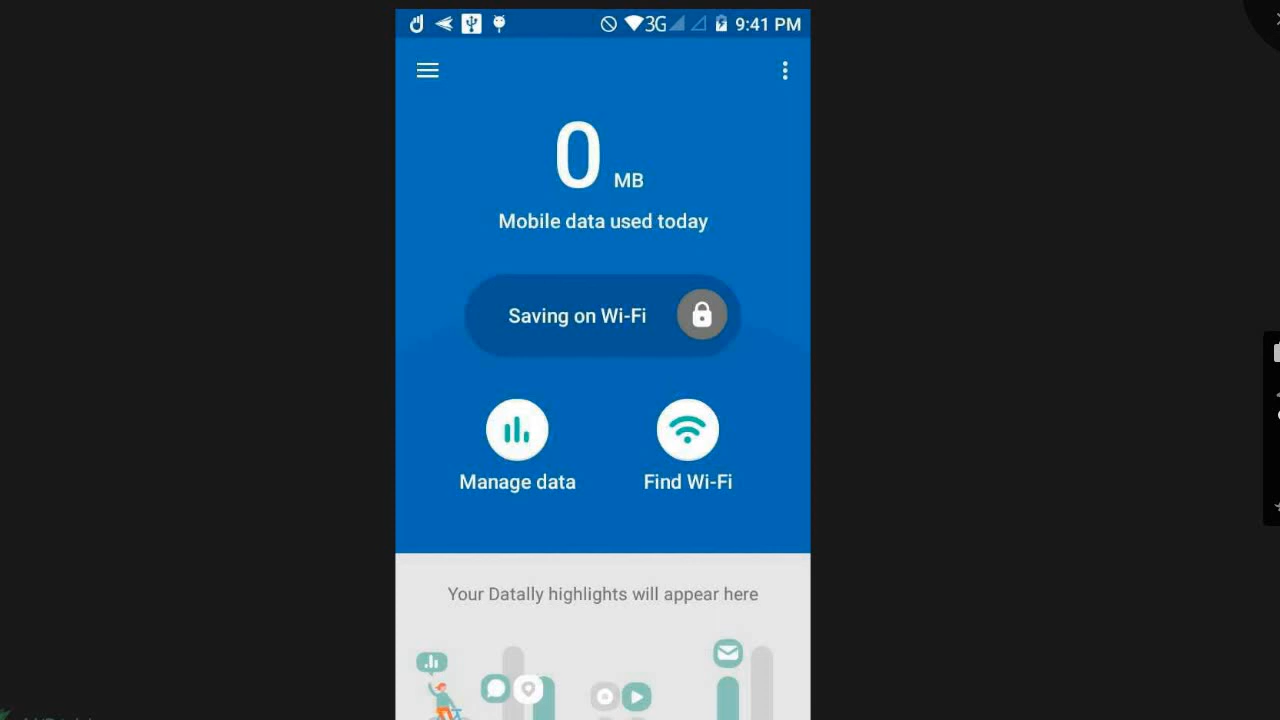 3G 9:41 PM
0 MB
Mobile data used today
Saving on Wi-Fi
Manage data
Find Wi-Fi
Your Datally highlights will appear here